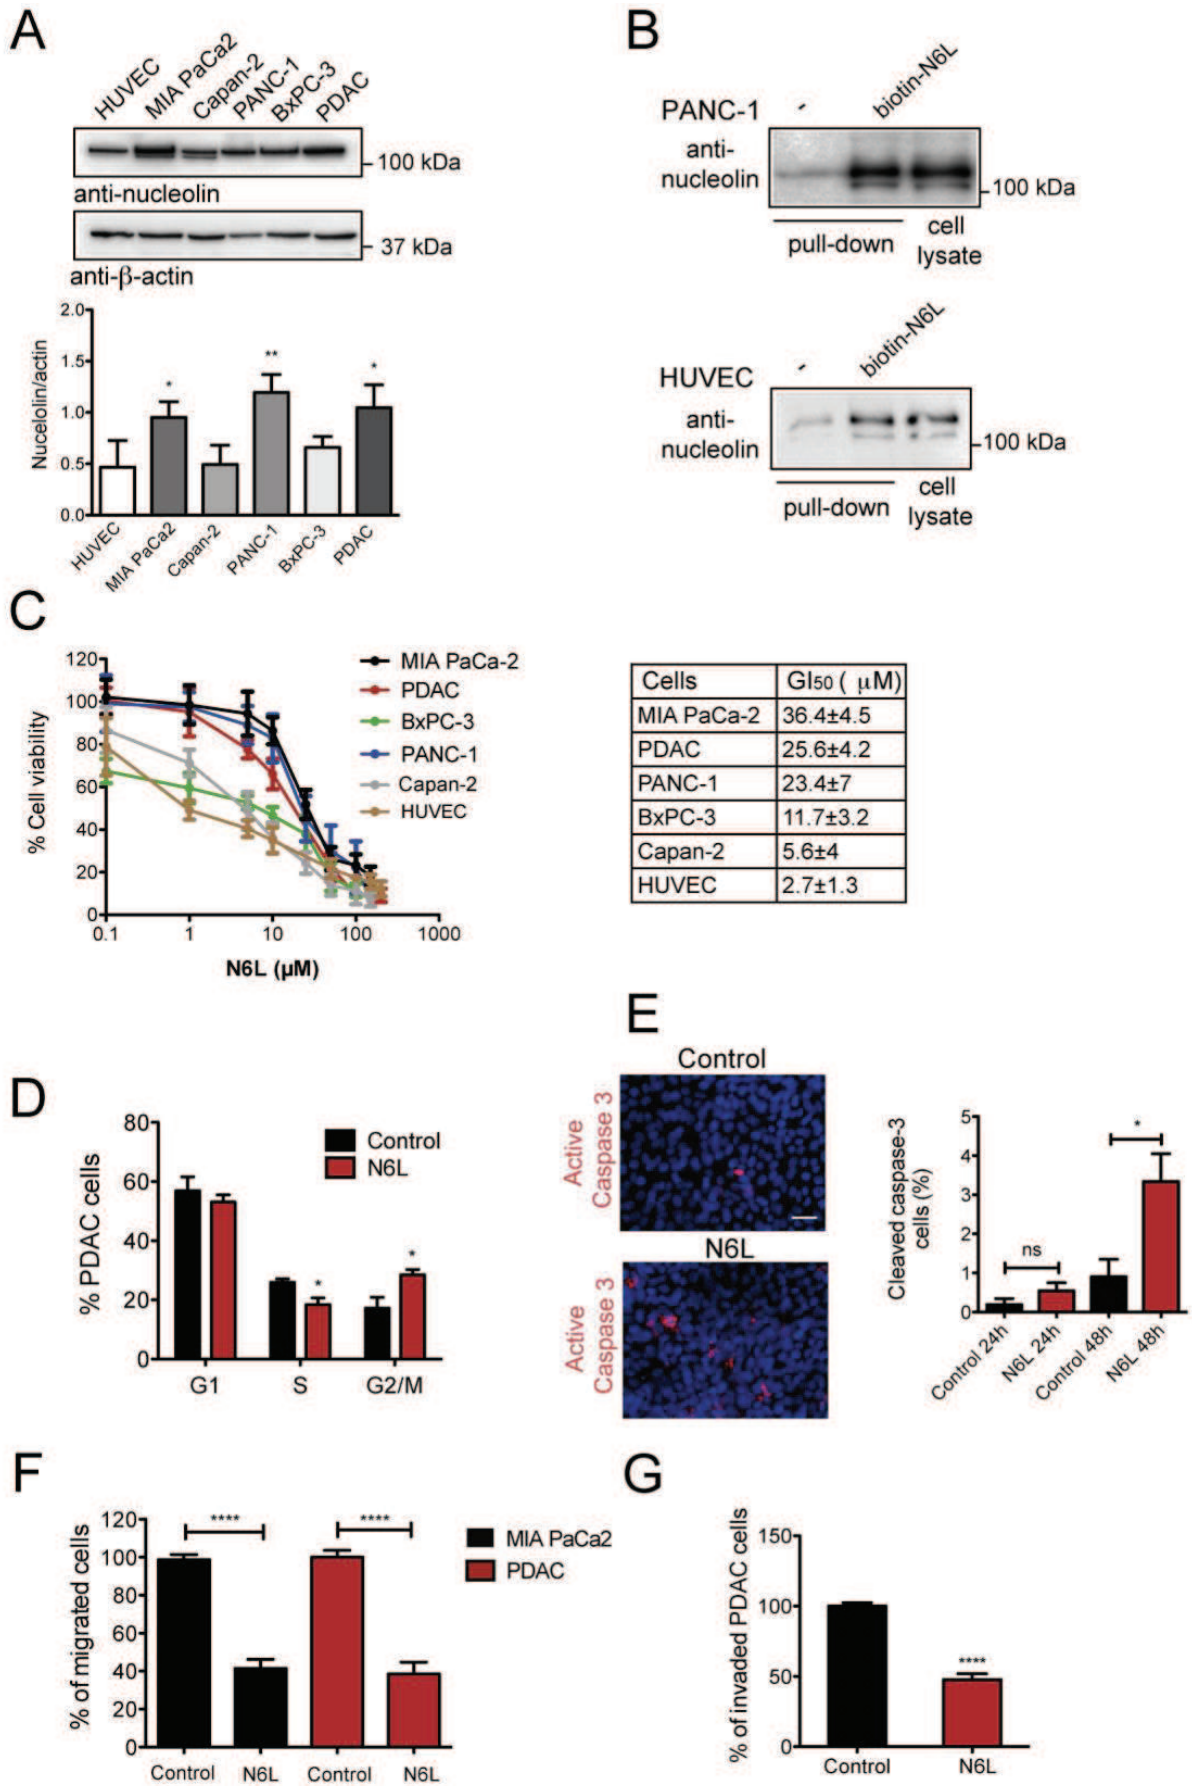 A
HUVEC
MIA PaCa2
Capan-2
PANC-1
BxPC-3
PDAC
100 kDa
anti-nucleolin
37 kDa
anti-β-actin
Nucelolin/actin
2.0
1.5
1.0
0.5
0.0
*
**
*
HUVEC
MIA PaCa2
Capan-2
PANC-1
BxPC-3
PDAC
B
PANC-1
-
biotin-N6L
anti-
nucleolin
100 kDa
pull-down
cell
lysate
HUVEC
-
biotin-N6L
anti-
nucleolin
100 kDa
pull-down
cell
lysate
C
% Cell viability
120
100
80
60
40
20
0
0.1
1
10
100
1000
N6L (µM)
MIA PaCa-2
PDAC
BxPC-3
PANC-1
Capan-2
HUVEC
Cells GI50 ( µM)
MIA PaCa-2 36.4±4.5
PDAC 25.6±4.2
PANC-1 23.4±7
BxPC-3 11.7±3.2
Capan-2 5.6±4
HUVEC 2.7±1.3
D
% PDAC cells
80
60
40
20
0
Control
N6L
*
*
G1
S
G2/M
E
Control
Active
Caspase 3
N6L
Active
Caspase 3
Cleaved caspase-3
cells (%)
5
4
3
2
1
0
ns
*
Control 24h
N6L 24h
Control 48h
N6L 48h
F
% of migrated cells
120
100
80
60
40
20
0
****
****
MIA PaCa2
PDAC
Control
N6L
Control
N6L
G
% of invaded PDAC cells
150
100
50
0
****
Control
N6L